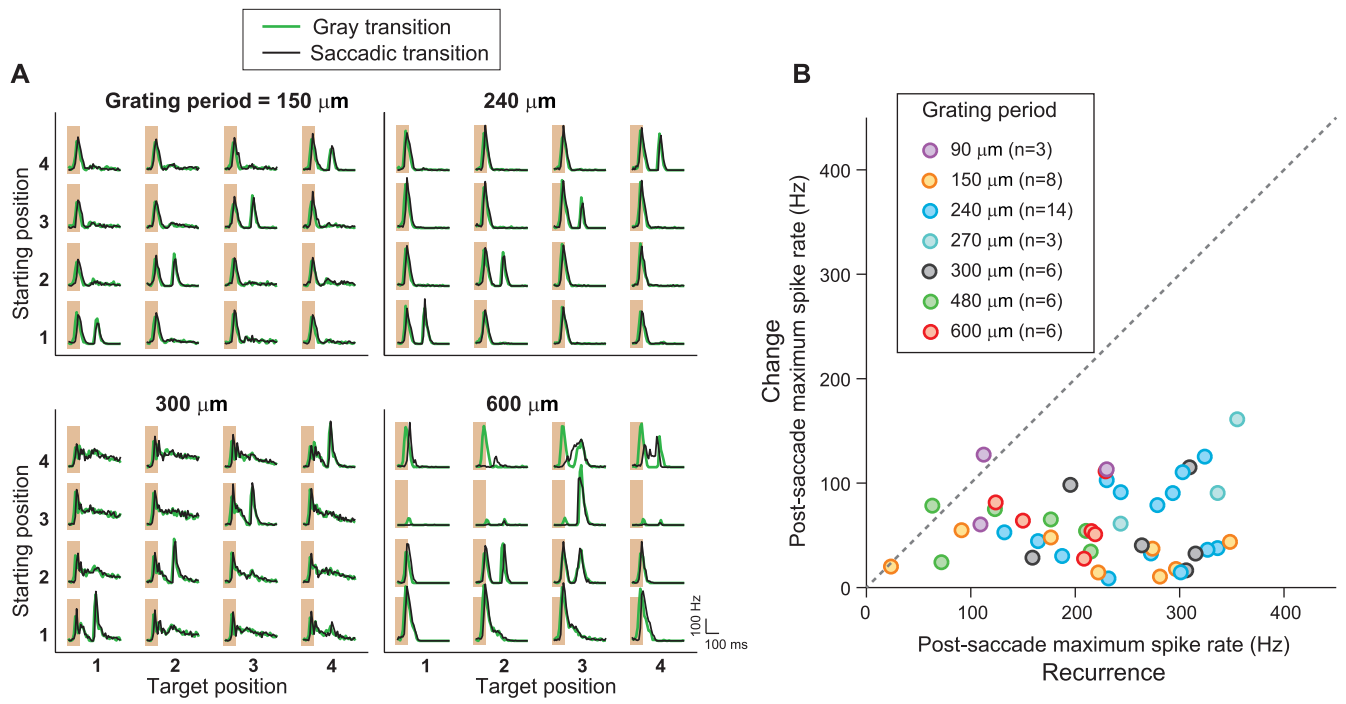 Gray transition
Saccadic transition
A
Grating period = 150 μm
240 μm
Starting position
4
3
2
1
300 μm
600 μm
Starting position
4
3
2
1
100 Hz
100 ms
1 2 3 4
1 2 3 4
Target position
Target position
B
Grating period
90 μm (n=3)
150 μm (n=8)
240 μm (n=14)
270 μm (n=3)
300 μm (n=6)
480 μm (n=6)
600 μm (n=6)
Change
Post-saccade maximum spike rate (Hz)
400
300
200
100
0
0 100 200 300 400
Post-saccade maximum spike rate (Hz)
Recurrence